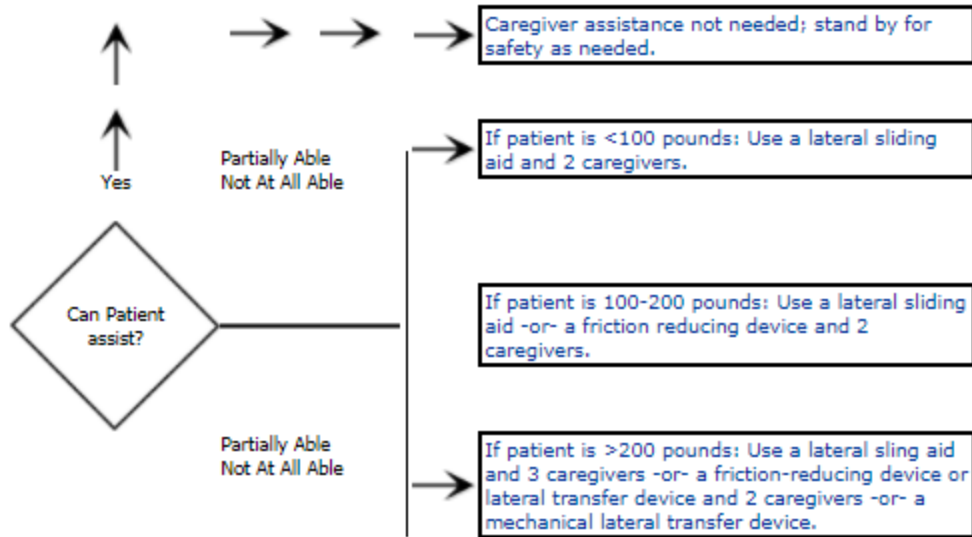 Caregiver assistance not needed; stand by for
safety as needed.
If patient is <100 pounds: Use a lateral sliding
aid and 2 caregivers.
Partially Able
Not At All Able
Yes
Can Patient
assist?
If patient is 100-200 pounds: Use a lateral sliding
aid -or- a friction reducing device and 2
caregivers.
Partially Able
Not At All Able
If patient is >200 pounds: Use a lateral sling aid
and 3 caregivers -or- a friction-reducing device or
lateral transfer device and 2 caregivers -or- a
mechanical lateral transfer device.